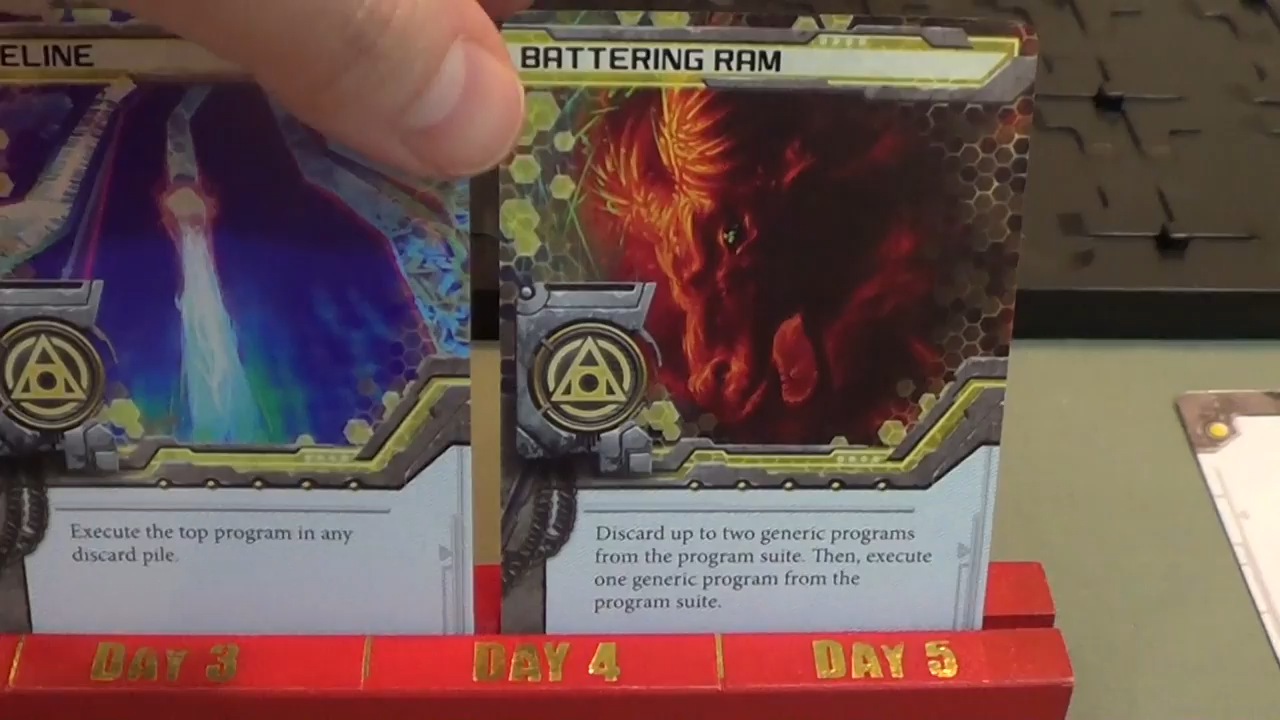 ELINE
Execute the top program in any
discard pile.
BATTERING RAM
Discard up to two generic programs
from the program suite. Then, execute
one generic program from the
program suite.
DAY 3
DAY 4
DAY 5